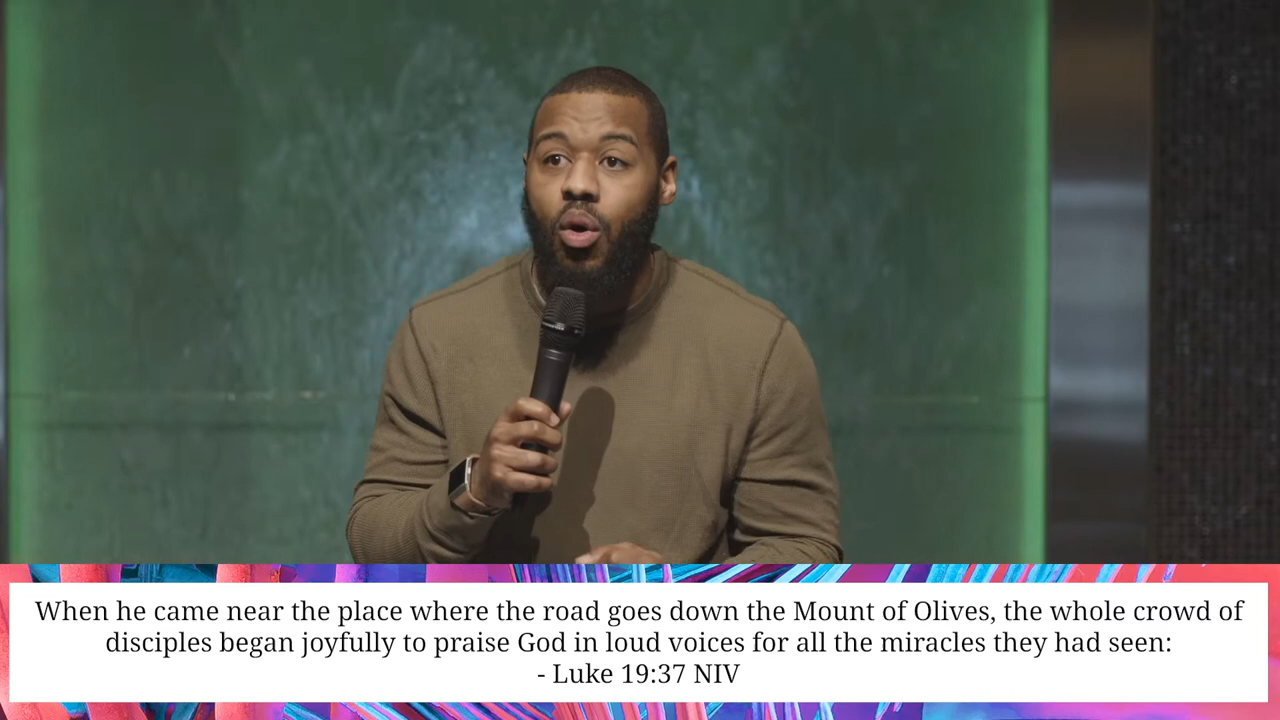 When he came near the place where the road goes down the Mount of Olives, the whole crowd of
disciples began joyfully to praise God in loud voices for all the miracles they had seen:
- Luke 19:37 NIV